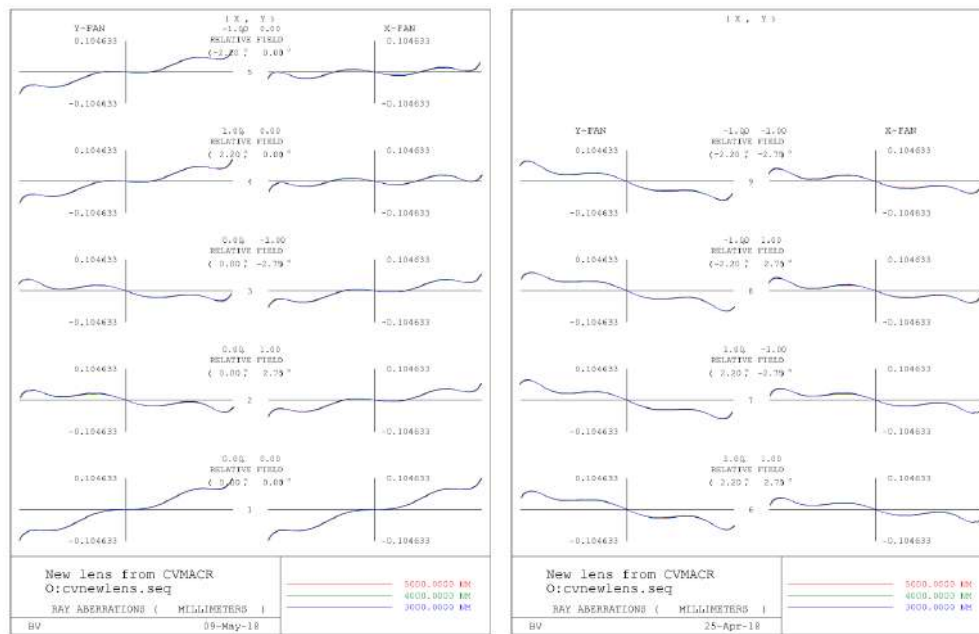 ( X , Y )
Y-FAN
-1.00 0.00
X-FAN
RELATIVE FIELD
0.104633
(-2.20°, 0.00°)
0.104633
5
-0.104633
-0.104633
1.00, 0.00
RELATIVE FIELD
0.104633
( 2.20°, 0.00°)
0.104633
4
-0.104633
-0.104633
0.00, -1.00
RELATIVE FIELD
0.104633
( 0.00°, -2.79°)
0.104633
3
-0.104633
-0.104633
0.00, 1.00
RELATIVE FIELD
0.104633
( 0.00°, 2.79°)
0.104633
2
-0.104633
-0.104633
0.00, 0.00
RELATIVE FIELD
0.104633
( 0.00°, 0.00°)
0.104633
1
-0.104633
-0.104633
New lens from CVMACR
O:cvnewlens.seq
RAY ABERRATIONS ( MILLIMETERS )
BV 09-May-18
5000.0000 NM
4000.0000 NM
3000.0000 NM
( X , Y )
Y-FAN
-1.00 -1.00
X-FAN
RELATIVE FIELD
0.104633
(-2.20°, -2.79°)
0.104633
9
-0.104633
-0.104633
-1.00 1.00
RELATIVE FIELD
0.104633
(-2.20°, 2.79°)
0.104633
8
-0.104633
-0.104633
1.00, -1.00
RELATIVE FIELD
0.104633
( 2.20°, -2.79°)
0.104633
7
-0.104633
-0.104633
1.00, 1.00
RELATIVE FIELD
0.104633
( 2.20°, 2.79°)
0.104633
6
-0.104633
-0.104633
New lens from CVMACR
O:cvnewlens.seq
RAY ABERRATIONS ( MILLIMETERS )
BV 25-Apr-18
5000.0000 NM
4000.0000 NM
3000.0000 NM